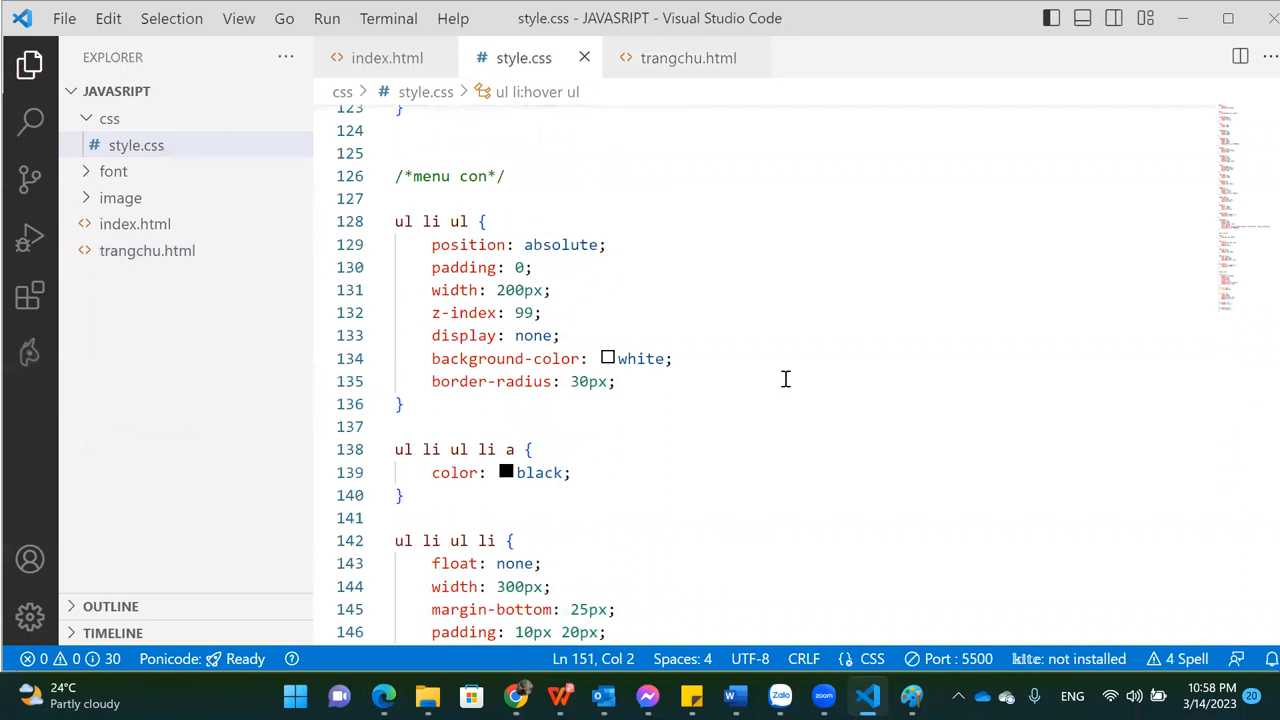 File Edit Selection View Go Run Terminal Help style.css - JAVASRIPT - Visual Studio Code
EXPLORER
JAVASRIPT
css
# style.css
font
image
index.html
trangchu.html
OUTLINE
TIMELINE
index.html # style.css trangchu.html
css > # style.css > ul li:hover ul
123 }
124
125
126 /*menu con*/
127
128 ul li ul {
129 position: absolute;
130 padding: 0;
131 width: 200px;
132 z-index: 99;
133 display: none;
134 background-color: white;
135 border-radius: 30px;
136 }
137
138 ul li ul li a {
139 color: black;
140 }
141
142 ul li ul li {
143 float: none;
144 width: 300px;
145 margin-bottom: 25px;
146 padding: 10px 20px;
0 0 30 Ponicode: Ready Ln 151, Col 2 Spaces: 4 UTF-8 CRLF {} CSS Port : 5500 kite: not installed 4 Spell
24°C
Partly cloudy
Zalo
zoom
ENG
10:58 PM
3/14/2023
20